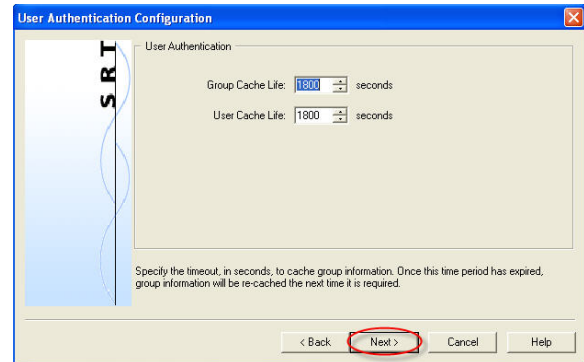 User Authentication Configuration
SRT
User Authentication
Group Cache Life: 1800 seconds
User Cache Life: 1800 seconds
Specify the timeout, in seconds, to cache group information. Once this time period has expired,
group information will be re-cached the next time it is required.
< Back Next > Cancel Help